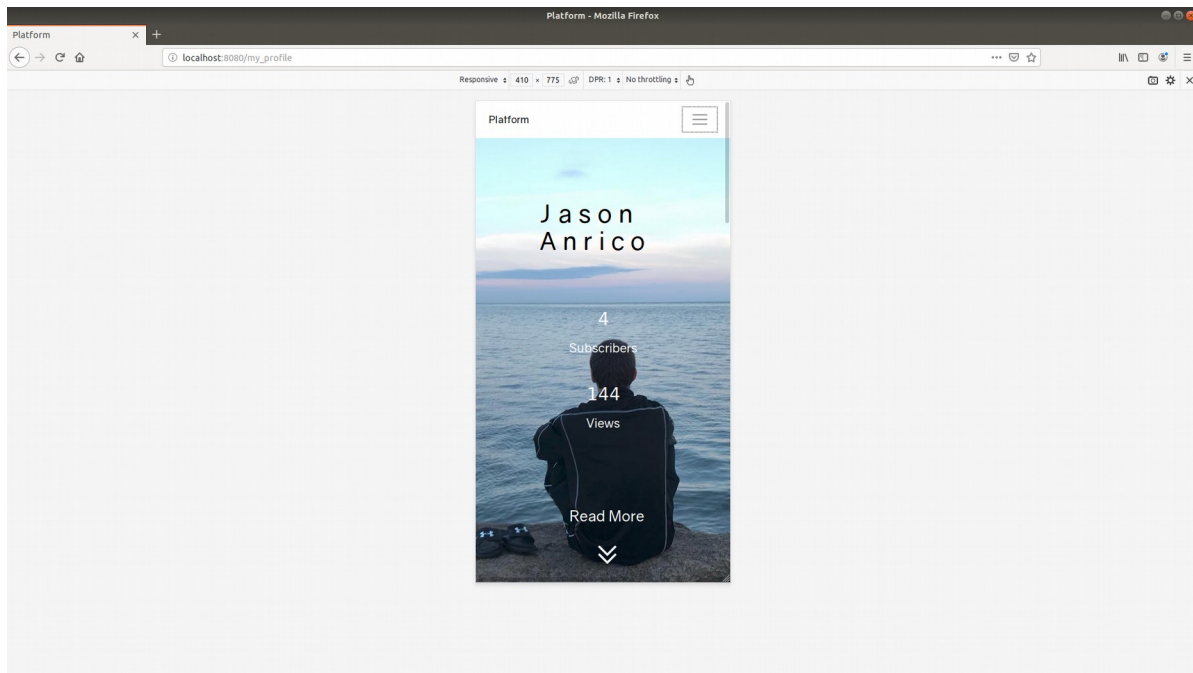 Platform - Mozilla Firefox
Platform × +
localhost:8080/my_profile
Responsive 410 × 775 DPR: 1 No throttling
Platform
Jason
Anrico
4
Subscribers
144
Views
Read More